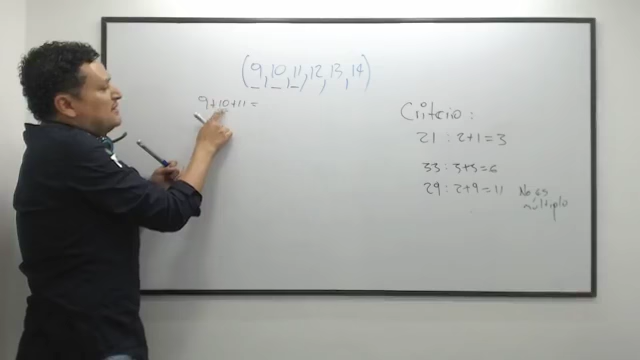 (9,10,11,12,13,14)
9+10+11=
Criterio:
21 : 2+1=3
33 : 3+3=6
29 : 2+9=11 No es
múltiplo